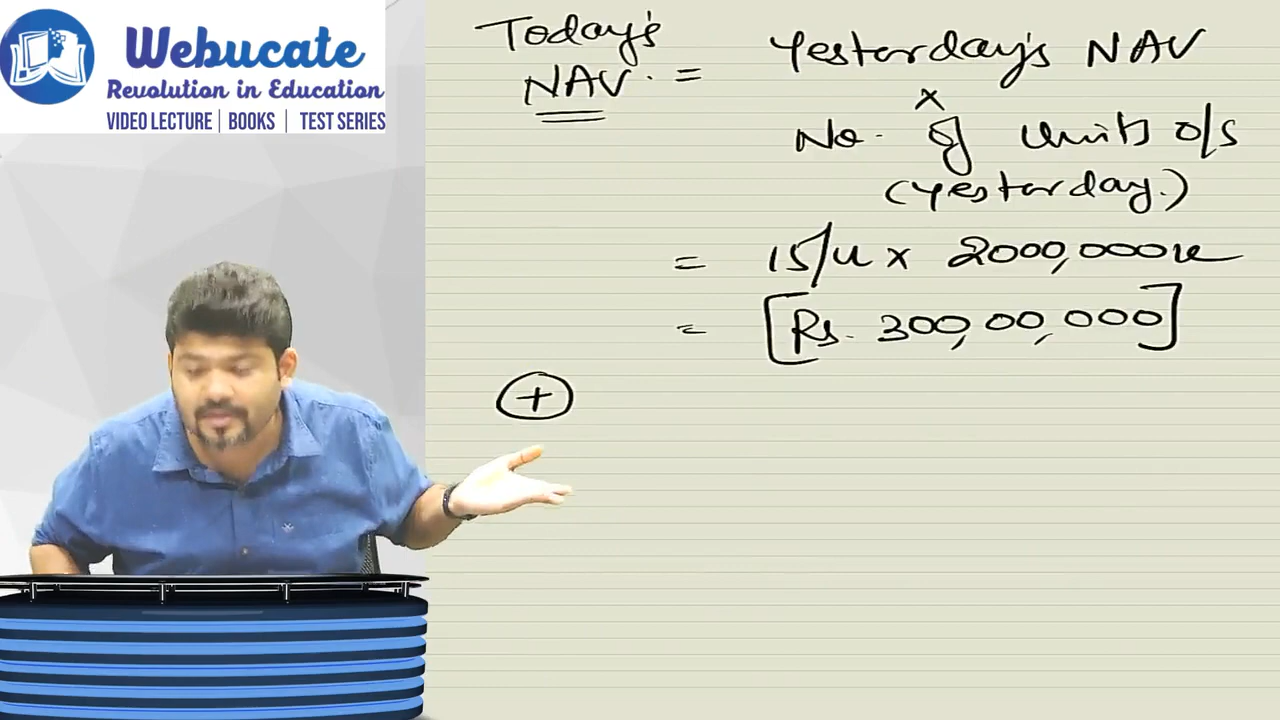 Webucate
Revolution in Education
VIDEO LECTURE | BOOKS | TEST SERIES
Today's
NAV. = Yesterday's NAV
x
No. of units o/s
(yesterday.)
= 15/u x 2000,000u
= [Rs. 300,00,000]
+